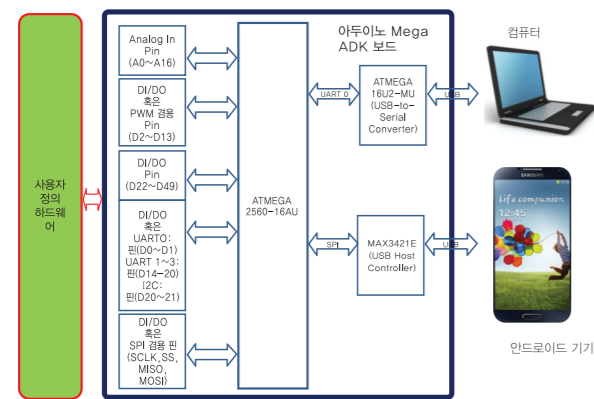 아두이노 Mega
ADK 보드
컴퓨터
사용자
정의
하드웨
어
Analog In
Pin
(A0~A16)
DI/DO
혹은
PWM 겸용
Pin
(D2~D13)
DI/DO
Pin
(D22~D49)
DI/DO
혹은
UART0:
핀(D0~D1)
UART 1~3:
핀(D14-20)
I2C:
핀(D20~21)
DI/DO
혹은
SPI 겸용 핀
(SCLK,SS,
MISO,
MOSI)
ATMEGA
2560-16AU
UART 0
ATMEGA
16U2-MU
(USB-to-
Serial
Converter)
USB
SPI
MAX3421E
(USB Host
Controller)
USB
SAMSUNG
Life companion
12:45
안드로이드 기기